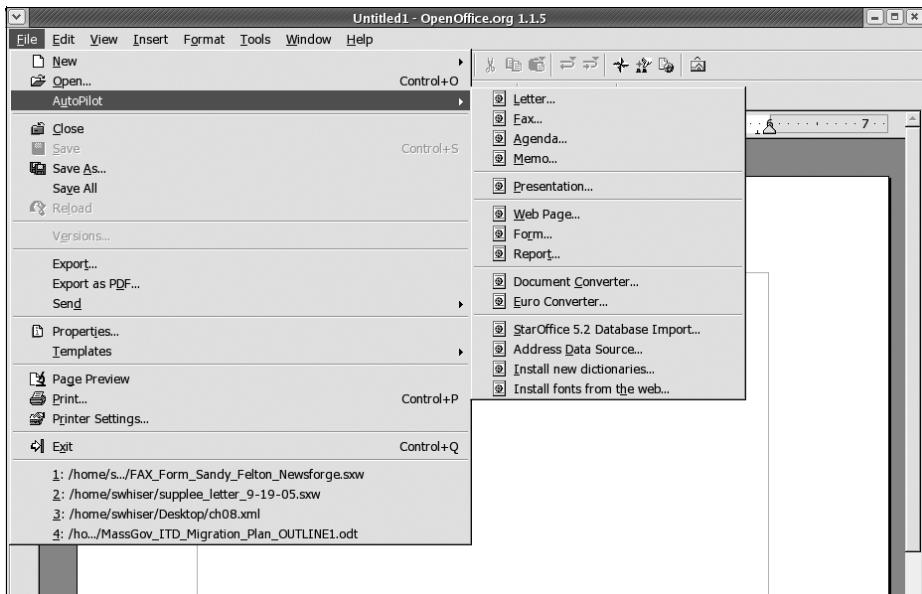 Untitled1 - OpenOffice.org 1.1.5
File Edit View Insert Format Tools Window Help
New
Open... Control+O
AutoPilot
Close
Save Control+S
Save As...
Save All
Reload
Versions...
Export...
Export as PDF...
Send
Properties...
Templates
Page Preview
Print... Control+P
Printer Settings...
Exit Control+Q
1: /home/s.../FAX_Form_Sandy_Felton_Newsforge.sxw
2: /home/swhiser/supplee_letter_9-19-05.sxw
3: /home/swhiser/Desktop/ch08.xml
4: /ho.../MassGov_ITD_Migration_Plan_OUTLINE1.odt
Letter...
Fax...
Agenda...
Memo...
Presentation...
Web Page...
Form...
Report...
Document Converter...
Euro Converter...
StarOffice 5.2 Database Import...
Address Data Source...
Install new dictionaries...
Install fonts from the web...
6 7